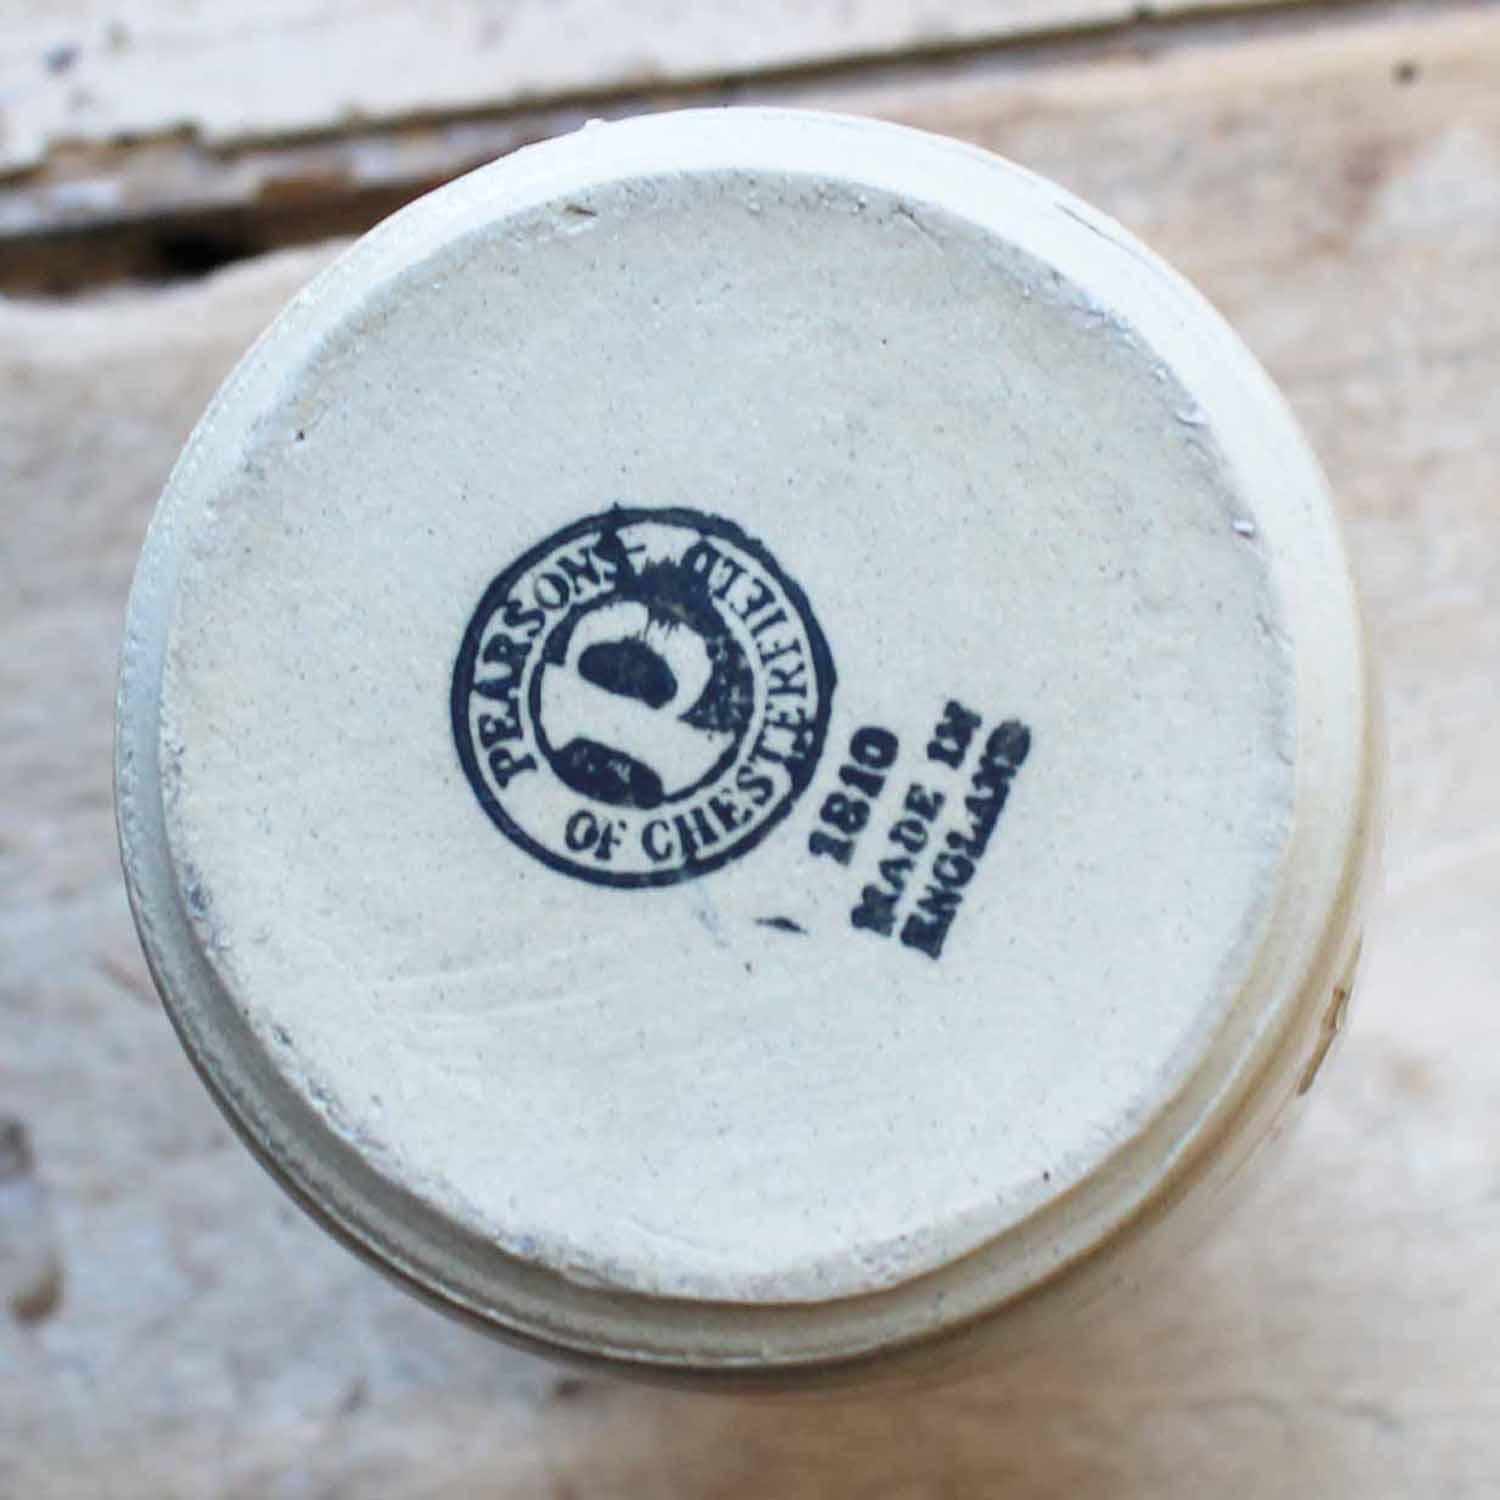 PEARSONS OF CHESTERFIELD
P
1810
MADE IN
ENGLAND